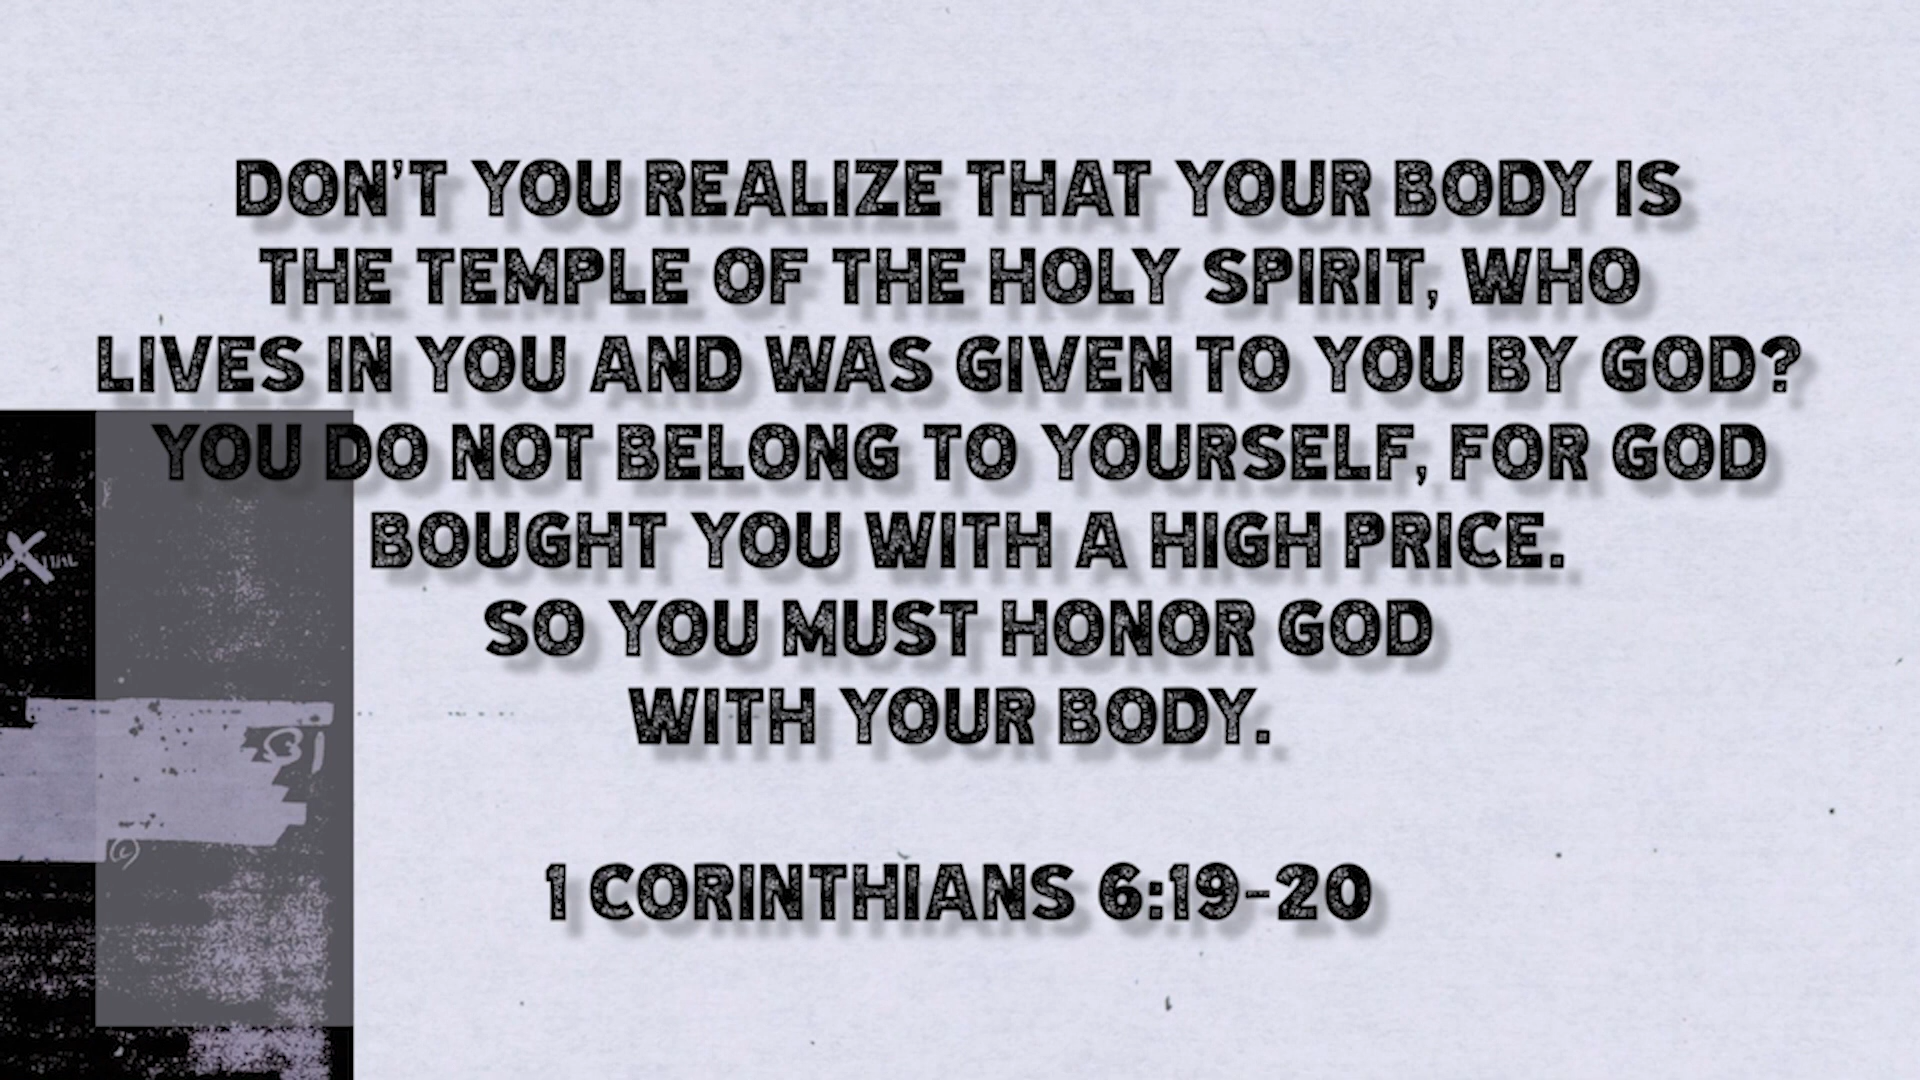 DON'T YOU REALIZE THAT YOUR BODY IS
THE TEMPLE OF THE HOLY SPIRIT, WHO
LIVES IN YOU AND WAS GIVEN TO YOU BY GOD?
YOU DO NOT BELONG TO YOURSELF, FOR GOD
BOUGHT YOU WITH A HIGH PRICE.
SO YOU MUST HONOR GOD
WITH YOUR BODY.
1 CORINTHIANS 6:19-20